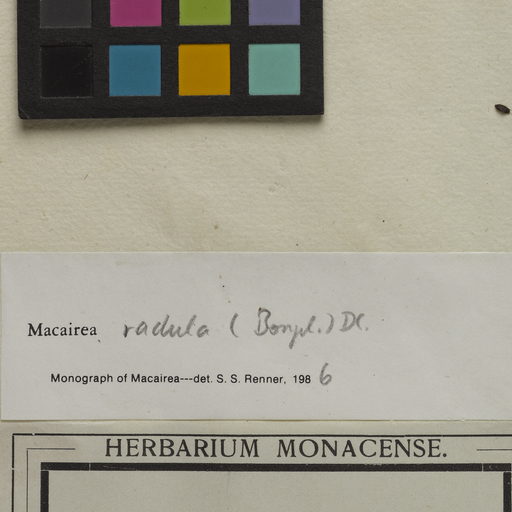 Macairea radula (Bonpl.) DC.
Monograph of Macairea---det. S. S. Renner, 1986
HERBARIUM MONACENSE.